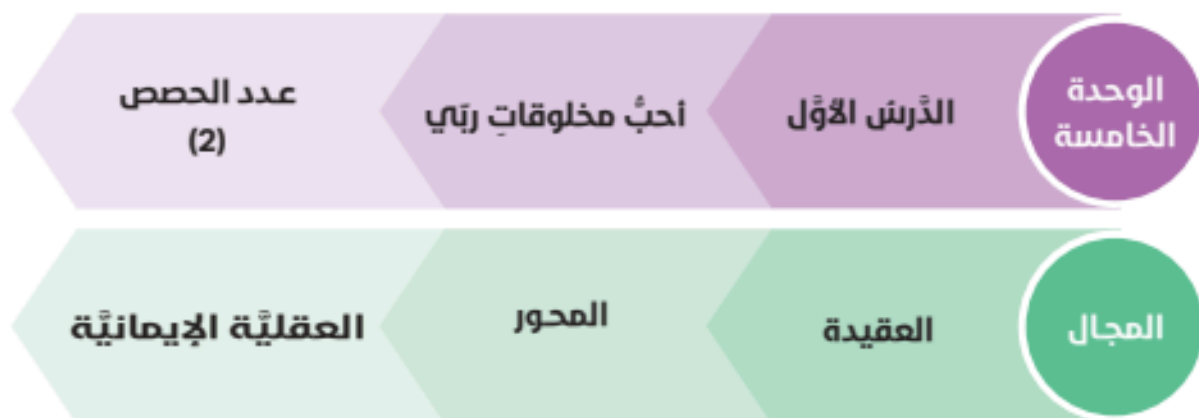 الوحدة
الخامسة
الدَّرسُ الأوَّل
أحبُّ مخلوقاتِ ربّي
عدد الحصص
(2)
المجال
العقيدة
المحور
العقليَّة الإيمانيَّة